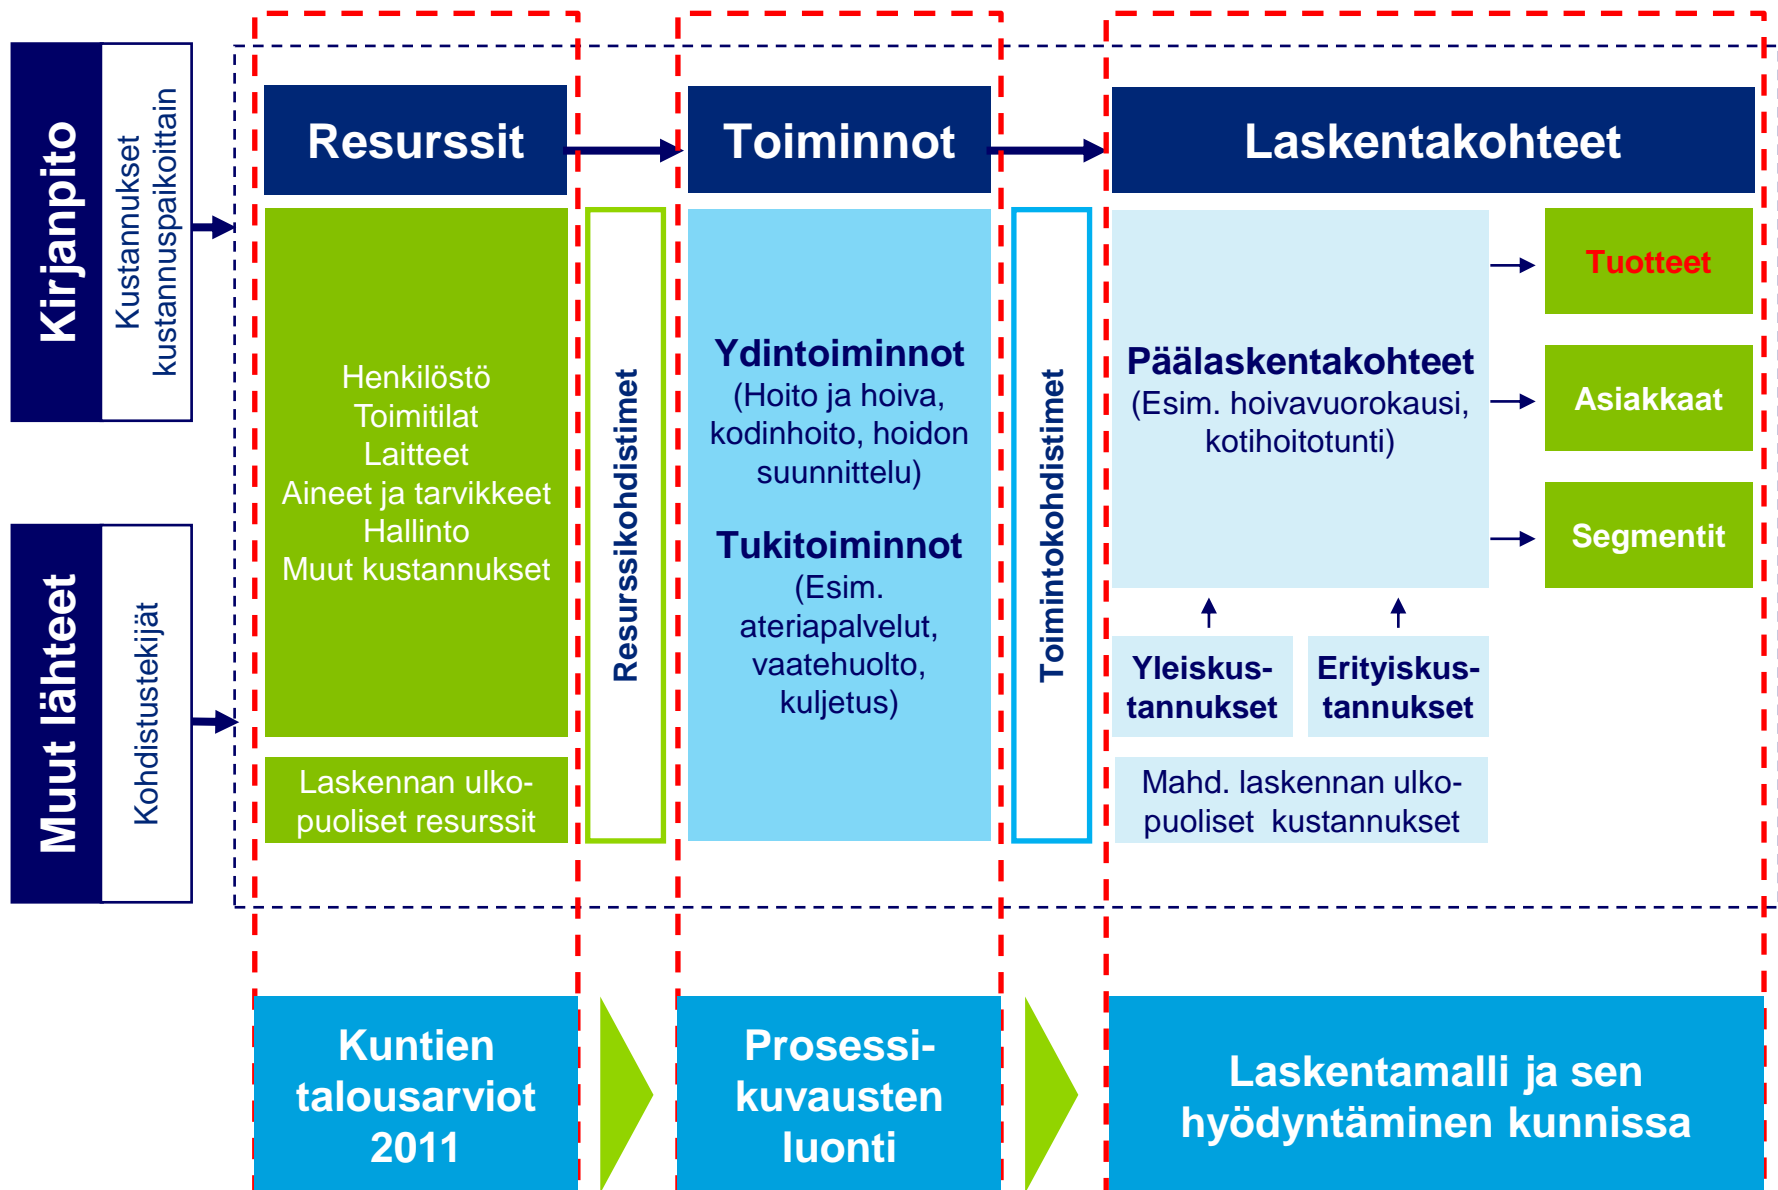 Kirjanpito
Kustannukset
kustannuspaikoittain
Muut lähteet
Kohdistustekijät
Resurssit
Henkilöstö
Toimitilat
Laitteet
Aineet ja tarvikkeet
Hallinto
Muut kustannukset
Laskennan ulko-
puoliset resurssit
Resurssikohdistimet
Toiminnot
Ydintoiminnot
(Hoito ja hoiva,
kodinhoito, hoidon
suunnittelu)
Tukitoiminnot
(Esim.
ateriapalvelut,
vaatehuolto,
kuljetus)
Toimintokohdistimet
Laskentakohteet
Päälaskentakohteet
(Esim. hoivavuorokausi,
kotihoitotunti)
Tuotteet
Asiakkaat
Segmentit
Yleiskus-
tannukset
Erityiskus-
tannukset
Mahd. laskennan ulko-
puoliset kustannukset
Kuntien
talousarviot
2011
Prosessi-
kuvausten
luonti
Laskentamalli ja sen
hyödyntäminen kunnissa